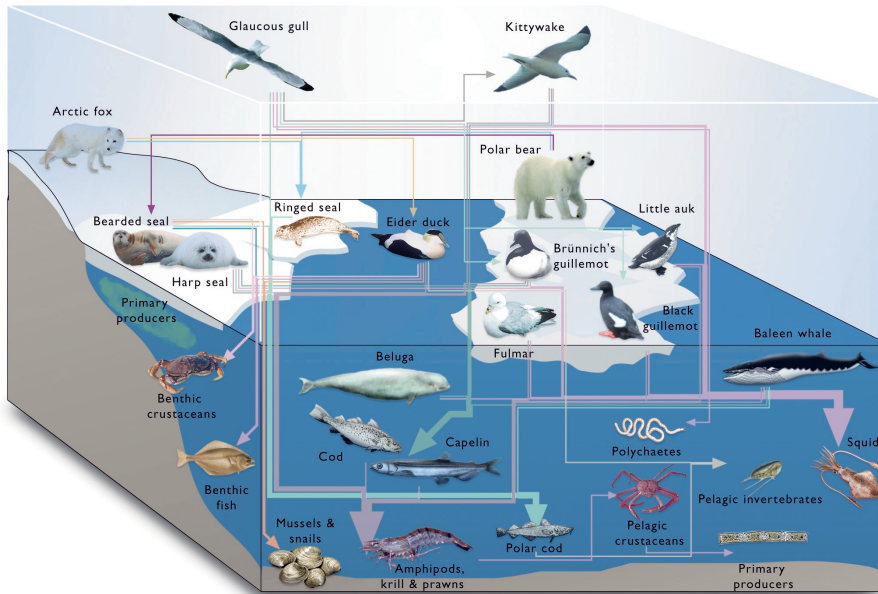 Glaucous gull
Kittywake
Arctic fox
Polar bear
Ringed seal
Little auk
Bearded seal
Eider duck
Brünnich's
guillemot
Harp seal
Primary
producers
Black
guillemot
Fulmar
Baleen whale
Beluga
Benthic
crustaceans
Cod
Capelin
Polychaetes
Squid
Benthic
fish
Pelagic invertebrates
Mussels &
snails
Pelagic
crustaceans
Polar cod
Amphipods,
krill & prawns
Primary
producers